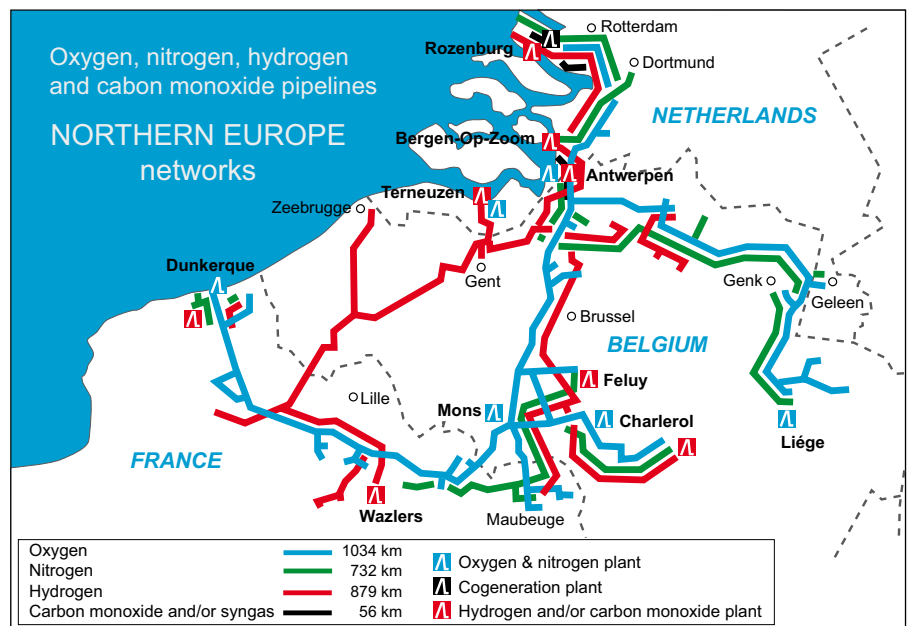 Oxygen, nitrogen, hydrogen
and cabon monoxide pipelines
NORTHERN EUROPE
networks
Rotterdam
Rozenburg
Dortmund
NETHERLANDS
Bergen-Op-Zoom
Antwerpen
Terneuzen
Zeebrugge
Dunkerque
Gent
Genk
Geleen
Brussel
BELGIUM
Feluy
Lille
Mons
Charlerol
Liége
FRANCE
Wazlers
Maubeuge
Oxygen 1034 km
Nitrogen 732 km
Hydrogen 879 km
Carbon monoxide and/or syngas 56 km
Oxygen & nitrogen plant
Cogeneration plant
Hydrogen and/or carbon monoxide plant